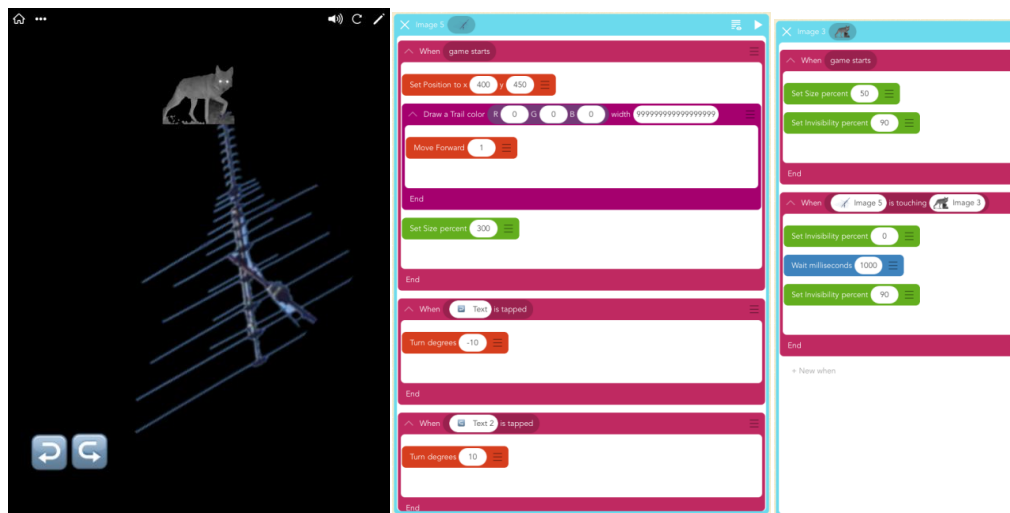 Image 5
When game starts
Set Position to x 400 y 450
Draw a Trail color R 0 G 0 B 0 width 99999999999999999999
Move Forward 1
End
Set Size percent 300
End
When Text is tapped
Turn degrees -10
End
When Text 2 is tapped
Turn degrees 10
End
Image 3
When game starts
Set Size percent 50
Set Invisibility percent 90
End
When Image 5 is touching Image 3
Set Invisibility percent 0
Wait milliseconds 1000
Set Invisibility percent 90
End
+ New when